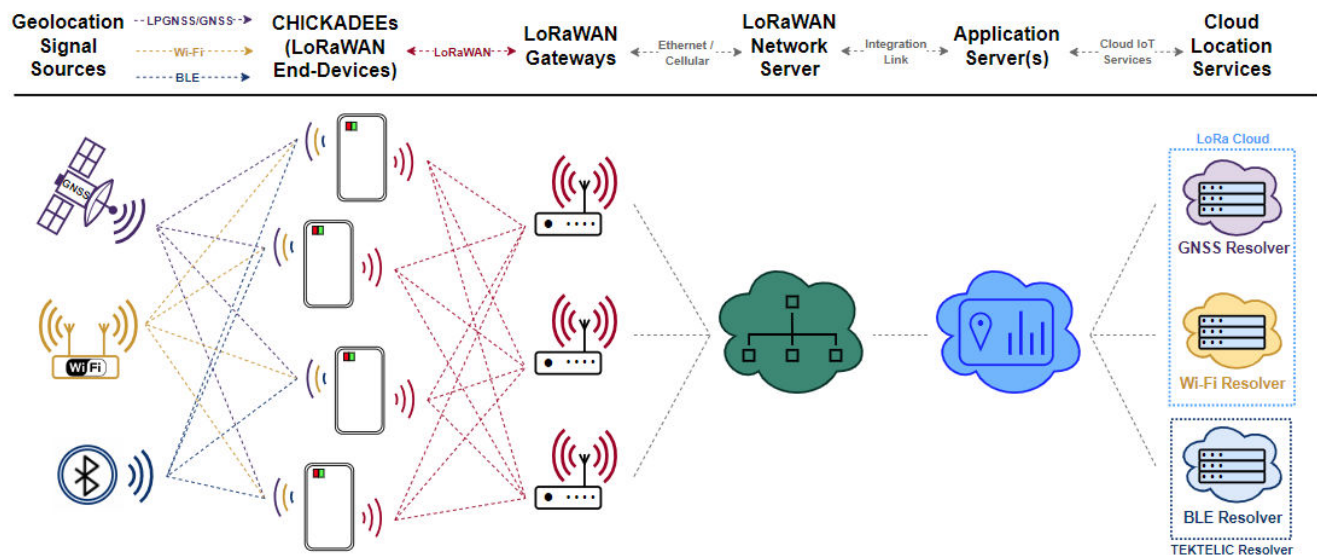 Geolocation
Signal
Sources
LPGNSS/GNSS
Wi-Fi
BLE
CHICKADEEs
(LoRaWAN
End-Devices)
LoRaWAN
LoRaWAN
Gateways
Ethernet /
Cellular
LoRaWAN
Network
Server
Integration
Link
Application
Server(s)
Cloud IoT
Services
Cloud
Location
Services
GNSS
WiFi
LoRa Cloud
GNSS Resolver
Wi-Fi Resolver
BLE Resolver
TEKTELIC Resolver